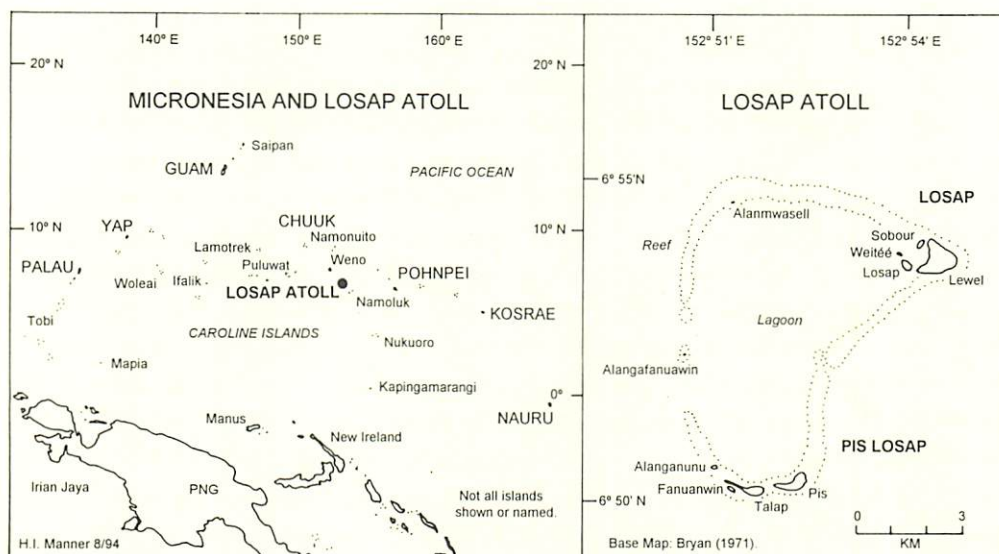 140° E 150° E 160° E
20° N 20° N
MICRONESIA AND LOSAP ATOLL
Saipan
GUAM
PACIFIC OCEAN
YAP
CHUUK
10° N
10° N
Namonuito
Lamotrek
Weno
PALAU
Puluwat
POHNPEI
Woleai
Ifalik
LOSAP ATOLL
Namoluk
KOSRAE
Tobi
CAROLINE ISLANDS
Nukuoro
Mapia
Kapingamarangi
0°
0°
NAURU
Manus
New Ireland
Irian Jaya
PNG
Not all islands
shown or named.
H.I. Manner 8/94
152° 51' E 152° 54' E
LOSAP ATOLL
6° 55'N
LOSAP
Alanmwasell
Reef
Sobour
Weitéé
Losap
Lewel
Lagoon
Alangafanuawin
PIS LOSAP
Alanganunu
Fanuanwin
Pis
6° 50' N
Talap
0 3
KM
Base Map: Bryan (1971).